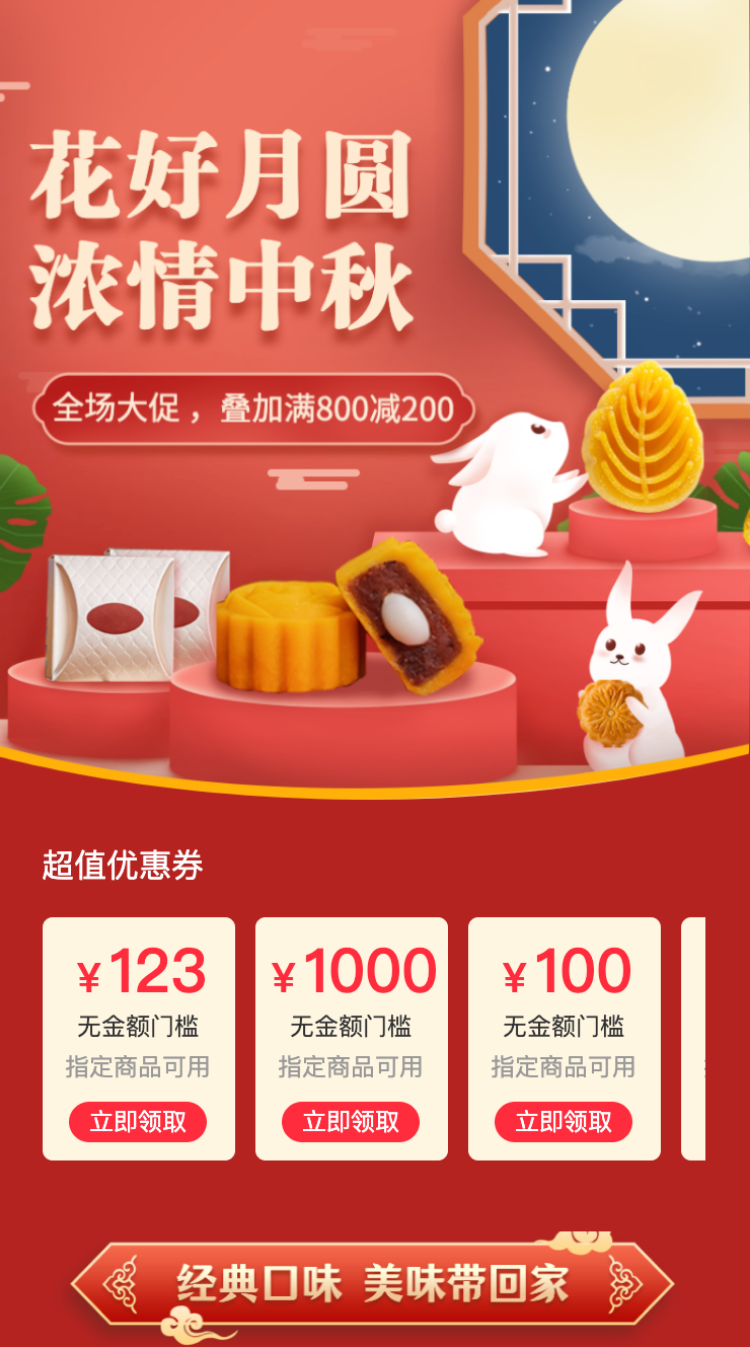 花好月圆
浓情中秋
全场大促，叠加满800减200
超值优惠券
¥123
无金额门槛
指定商品可用
立即领取
¥1000
无金额门槛
指定商品可用
立即领取
¥100
无金额门槛
指定商品可用
立即领取
经典口味 美味带回家